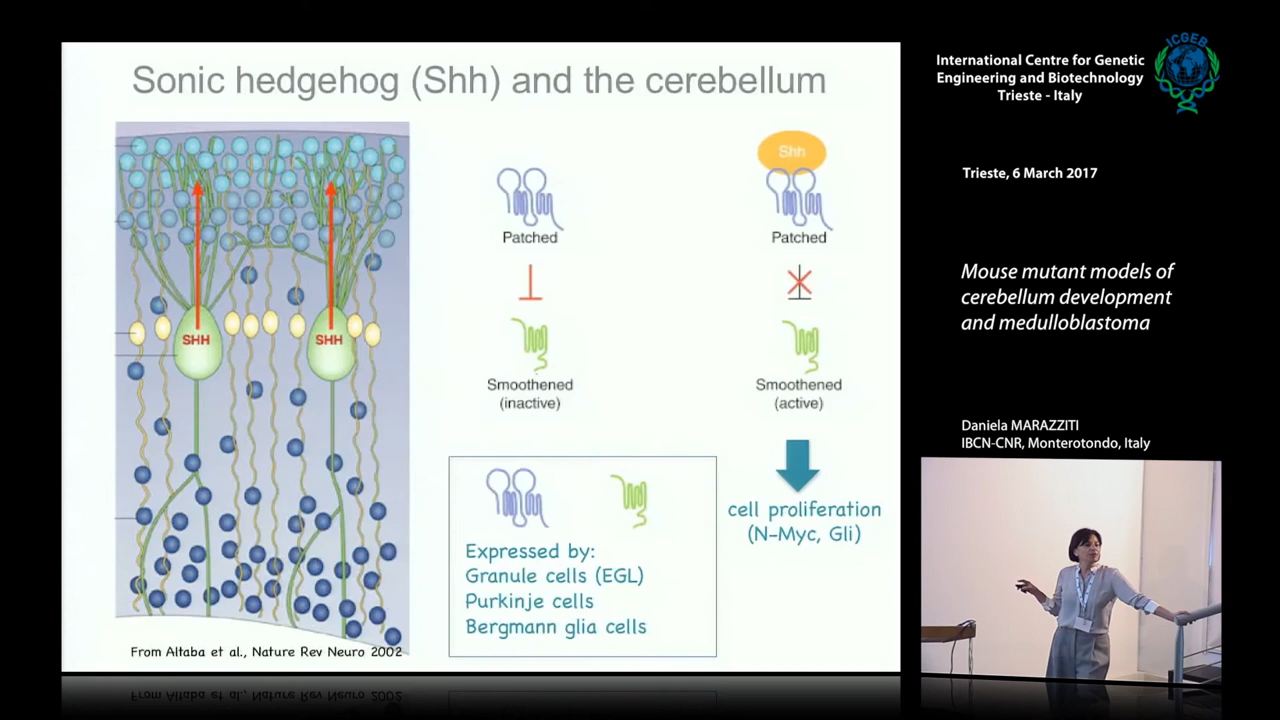 Sonic hedgehog (Shh) and the cerebellum
SHH
SHH
From Altaba et al., Nature Rev Neuro 2002
Patched
Smoothened
(inactive)
Shh
Patched
Smoothened
(active)
cell proliferation
(N-Myc, Gli)
Expressed by:
Granule cells (EGL)
Purkinje cells
Bergmann glia cells
ICGEB
International Centre for Genetic
Engineering and Biotechnology
Trieste - Italy
Trieste, 6 March 2017
Mouse mutant models of
cerebellum development
and medulloblastoma
Daniela MARAZZITI
IBCN-CNR, Monterotondo, Italy